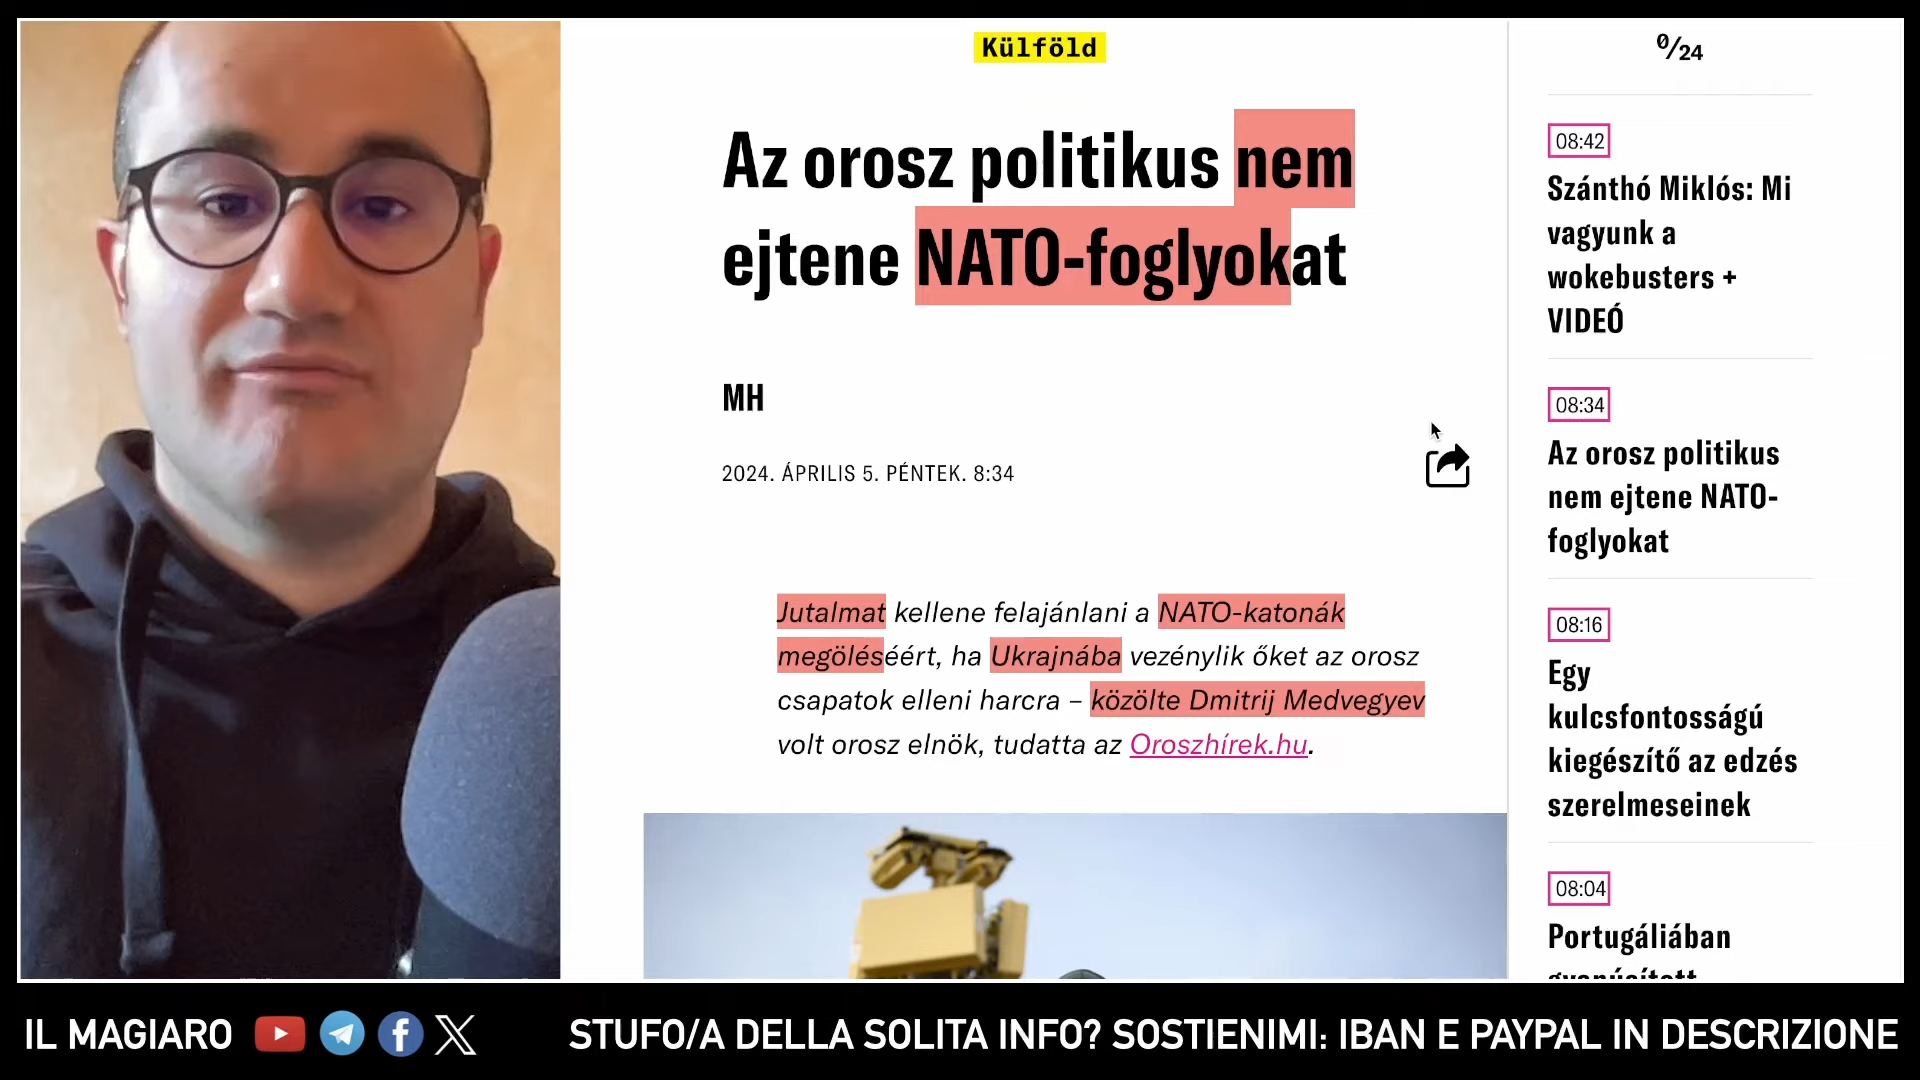 Külföld
Az orosz politikus nem
ejtene NATO-foglyokat
MH
2024. ÁPRILIS 5. PÉNTEK. 8:34
Jutalmat kellene felajánlani a NATO-katonák
megöléséért, ha Ukrajnába vezénylik őket az orosz
csapatok elleni harcra – közölte Dmitrij Medvegyev
volt orosz elnök, tudatta az Oroszhírek.hu.
0/24
08:42
Szánthó Miklós: Mi
vagyunk a
wokebusters +
VIDEÓ
08:34
Az orosz politikus
nem ejtene NATO-
foglyokat
08:16
Egy
kulcsfontosságú
kiegészítő az edzés
szerelmeseinek
08:04
Portugáliában
IL MAGIARO
STUFO/A DELLA SOLITA INFO? SOSTIENIMI: IBAN E PAYPAL IN DESCRIZIONE